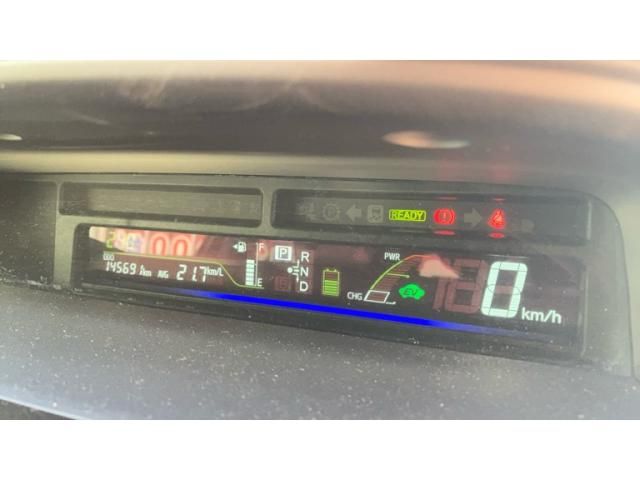 READY
F
P
R
PWR
ODO
14569 km AVG 21.7 km/L
N
D
E
CHG
EV
0
km/h